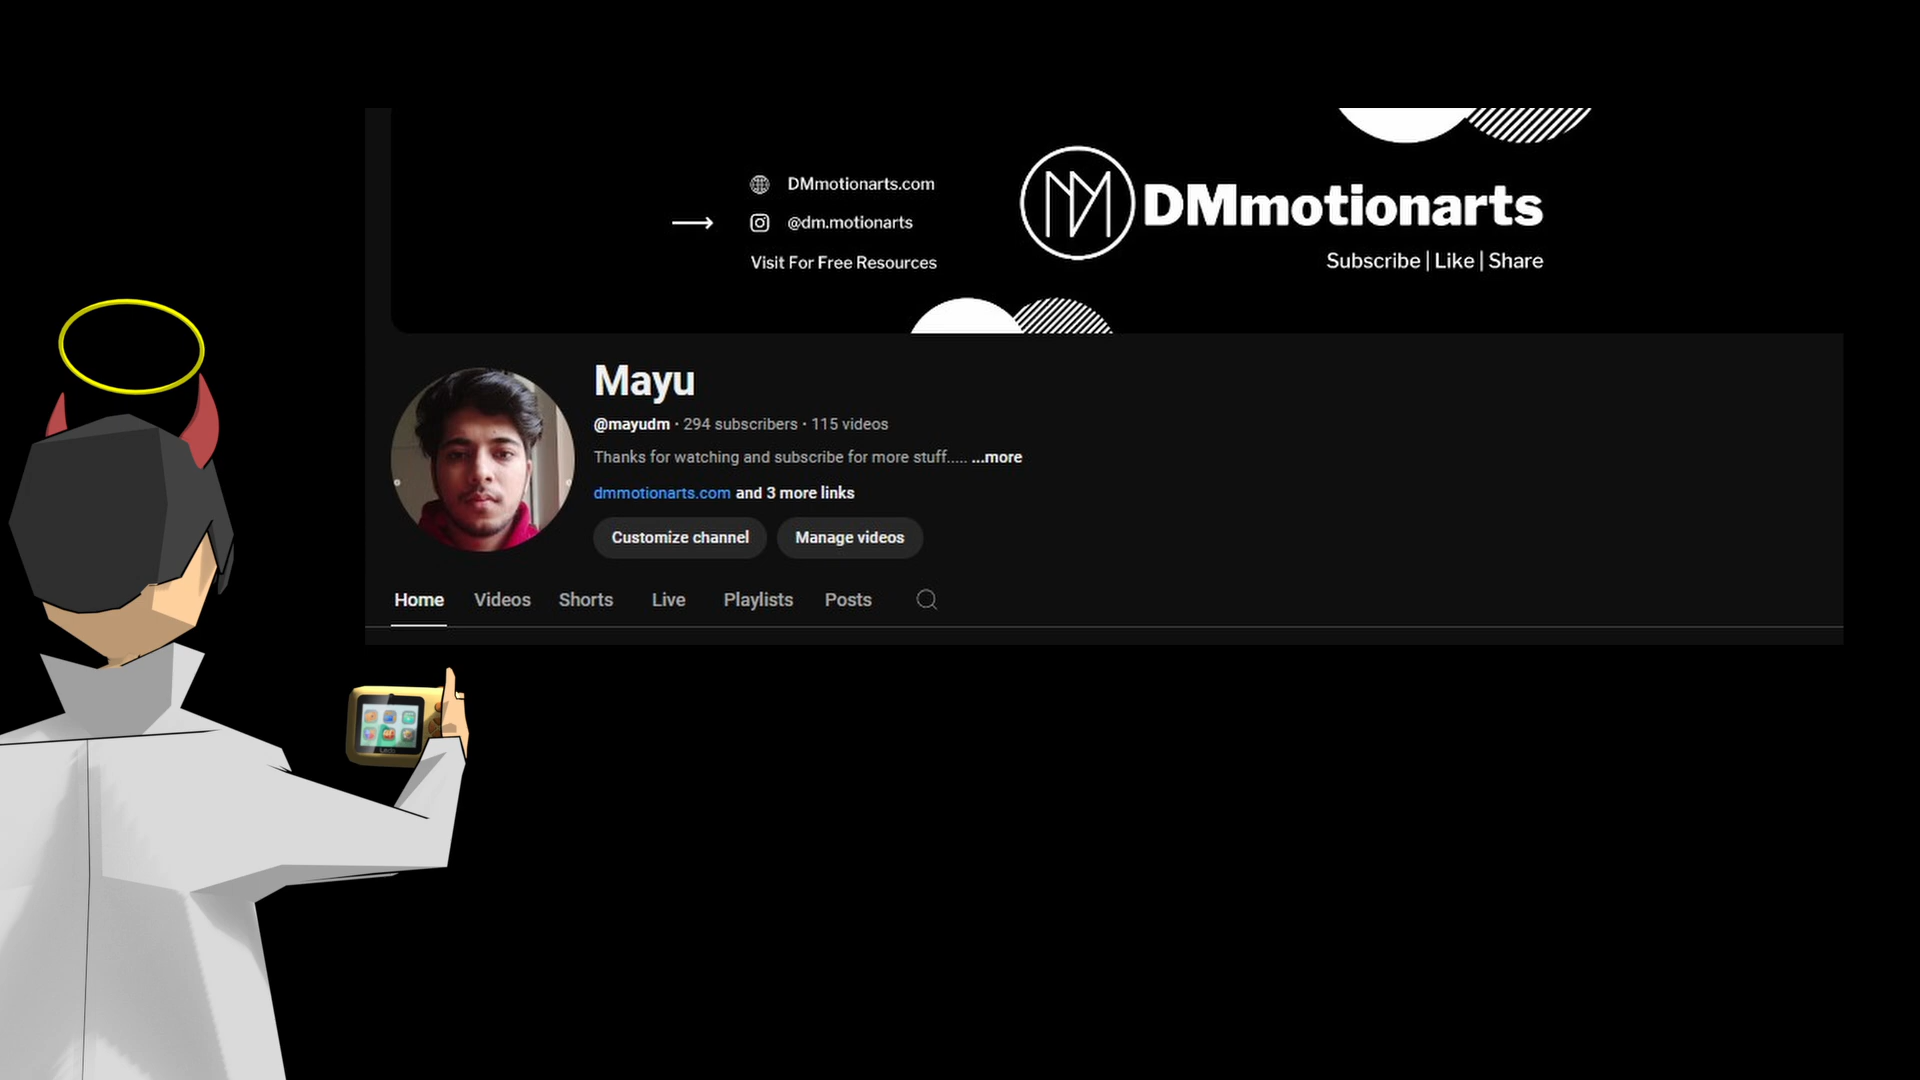 DMmotionarts.com
@dm.motionarts
Visit For Free Resources
DMmotionarts
Subscribe | Like | Share
Mayu
@mayudm · 294 subscribers · 115 videos
Thanks for watching and subscribe for more stuff..... ...more
dmmotionarts.com and 3 more links
Customize channel Manage videos
Home Videos Shorts Live Playlists Posts